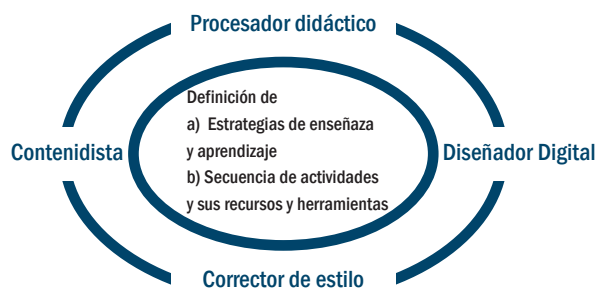 Procesador didáctico
Definición de
a) Estrategias de enseñaza
y aprendizaje
Contenidista
Diseñador Digital
b) Secuencia de actividades
y sus recursos y herramientas
Corrector de estilo